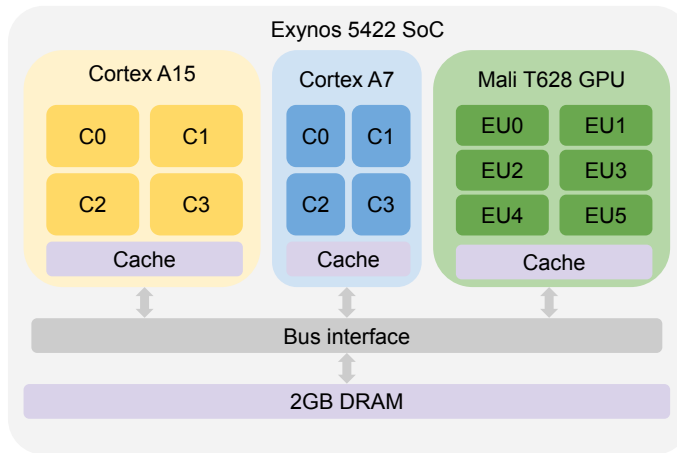 Exynos 5422 SoC
Cortex A15
Cortex A7
Mali T628 GPU
C0 C1
C0 C1
EU0 EU1
EU2 EU3
C2 C3
C2 C3
EU4 EU5
Cache
Cache
Cache
Bus interface
2GB DRAM